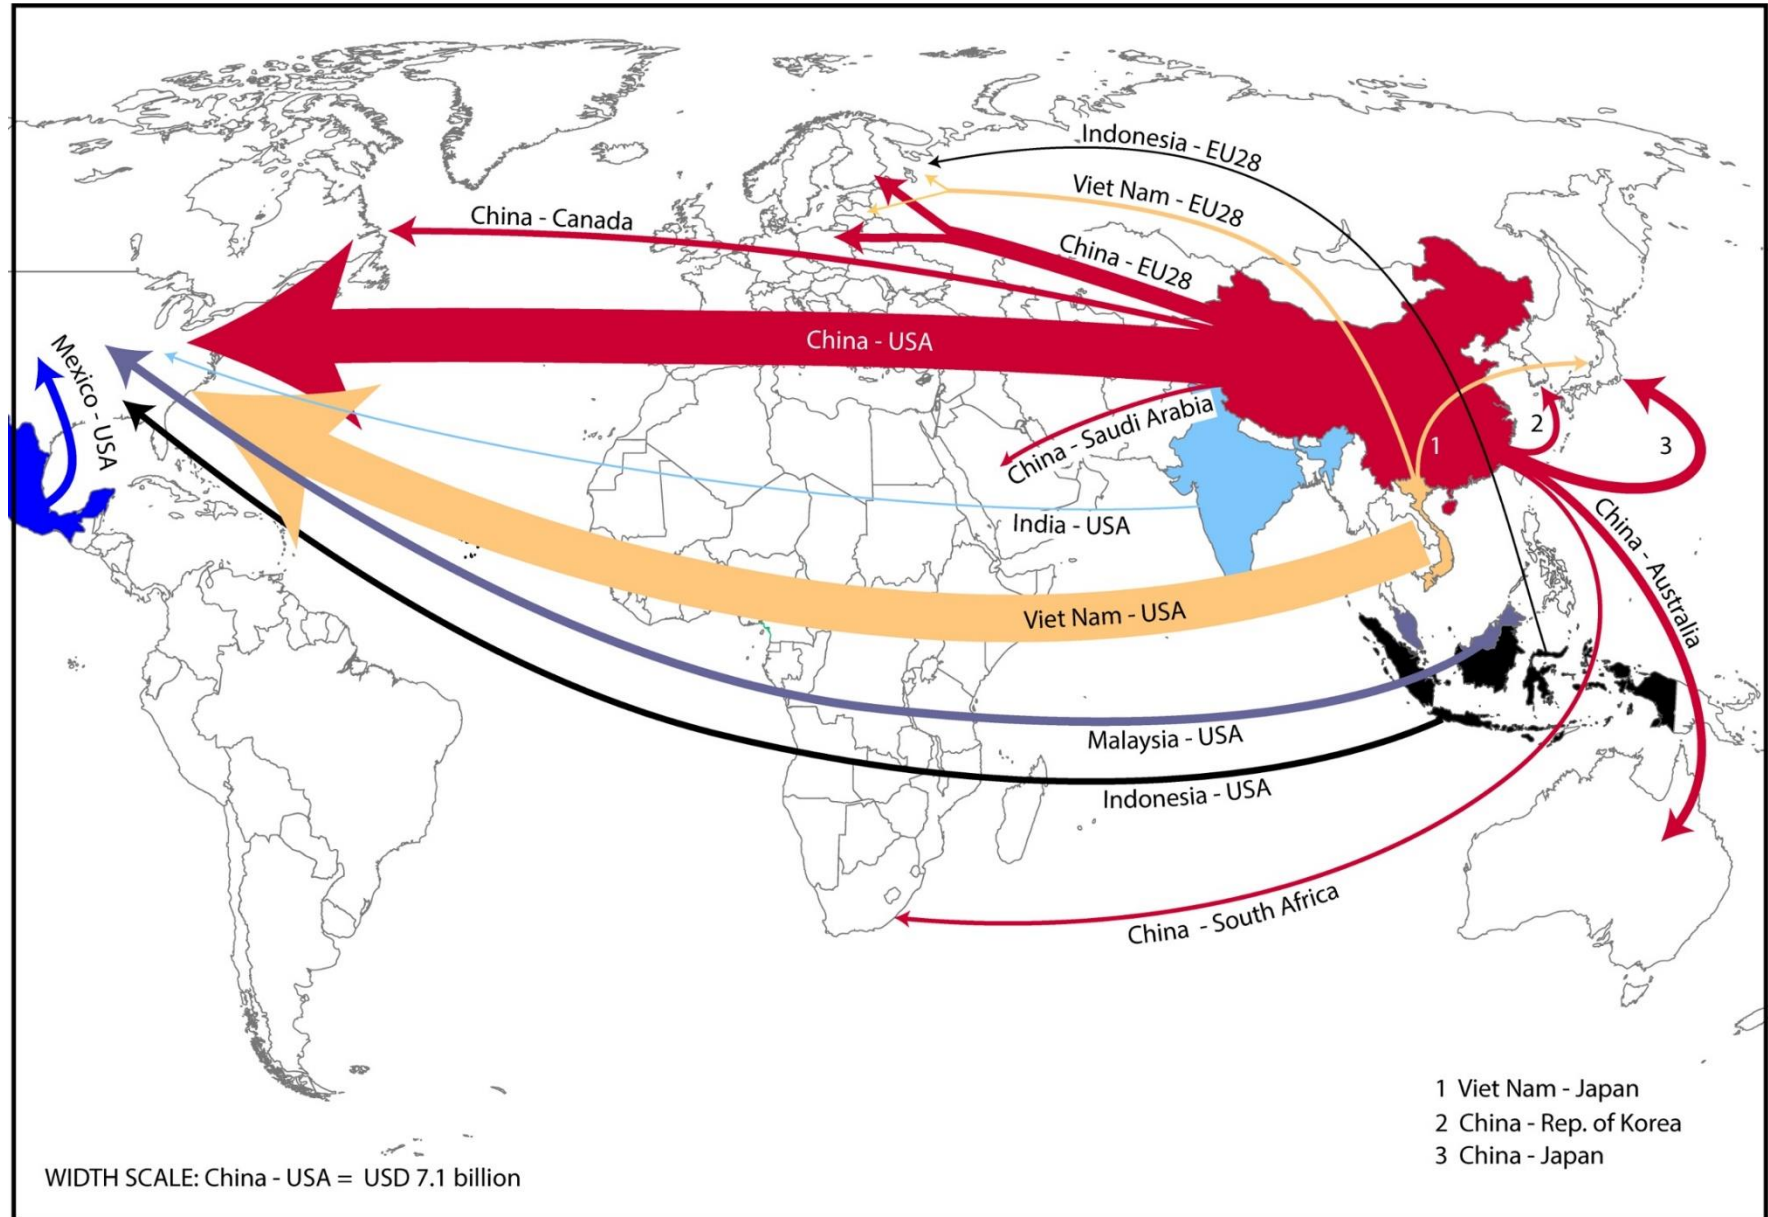 Indonesia - EU28
Viet Nam - EU28
China - Canada
China - EU28
China - USA
Mexico - USA
China - Saudi Arabia
1
2
3
India - USA
China - Australia
Viet Nam - USA
Malaysia - USA
Indonesia - USA
China - South Africa
1 Viet Nam - Japan
2 China - Rep. of Korea
3 China - Japan
WIDTH SCALE: China - USA = USD 7.1 billion